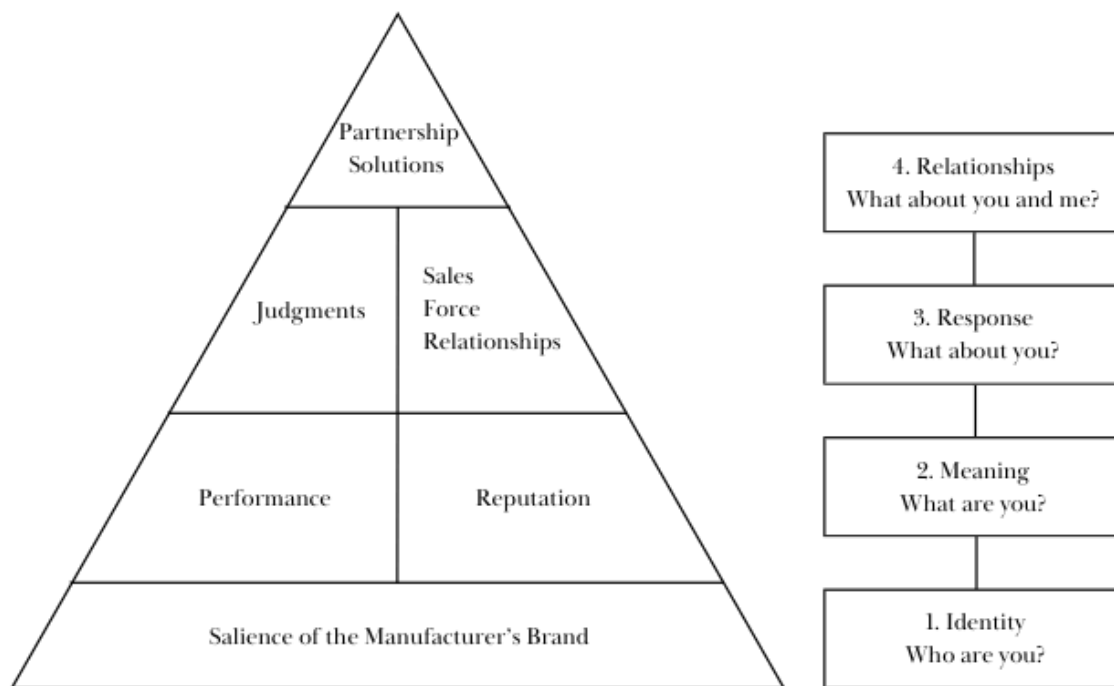 Partnership
Solutions
Judgments
Sales
Force
Relationships
Performance
Reputation
Salience of the Manufacturer’s Brand
4. Relationships
What about you and me?
3. Response
What about you?
2. Meaning
What are you?
1. Identity
Who are you?